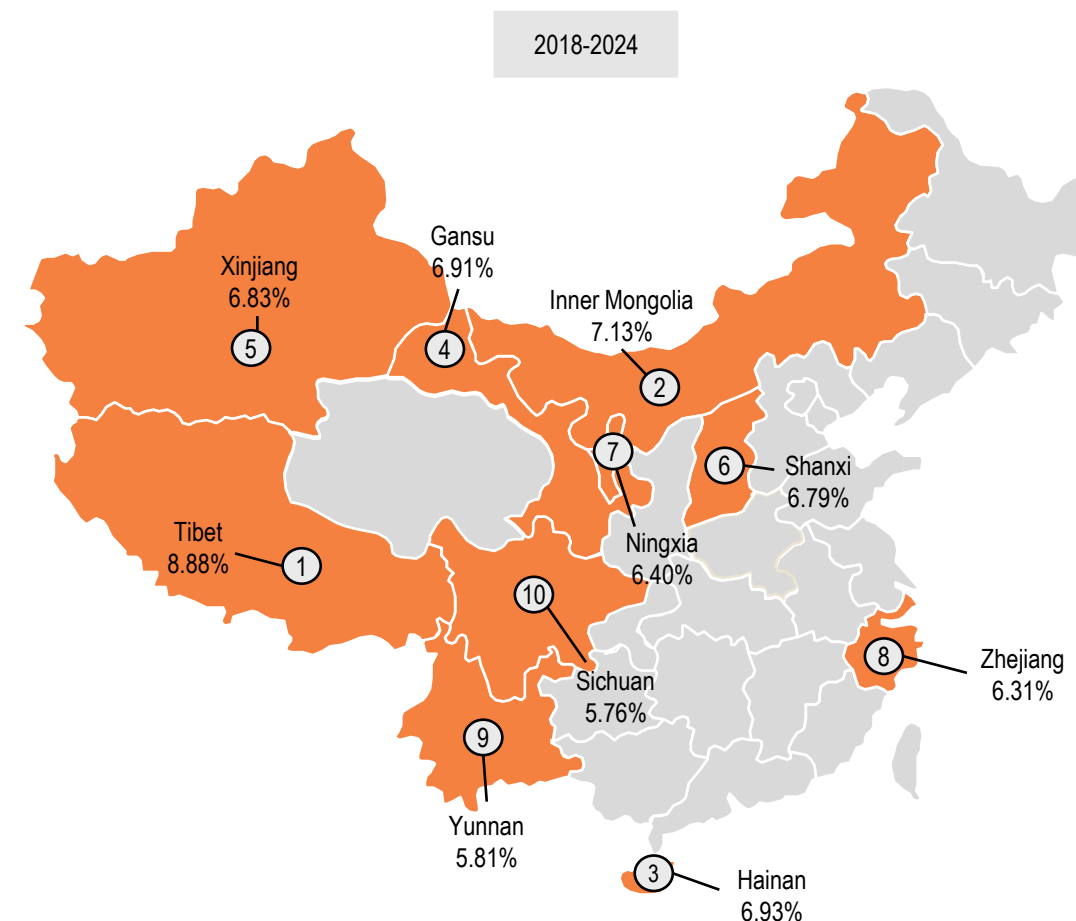 2018-2024
Gansu
6.91%
Xinjiang
6.83%
Inner Mongolia
7.13%
5
4
2
7
6
Shanxi
6.79%
Tibet
8.88%
1
Ningxia
6.40%
10
8
Zhejiang
6.31%
Sichuan
5.76%
9
Yunnan
5.81%
3
Hainan
6.93%